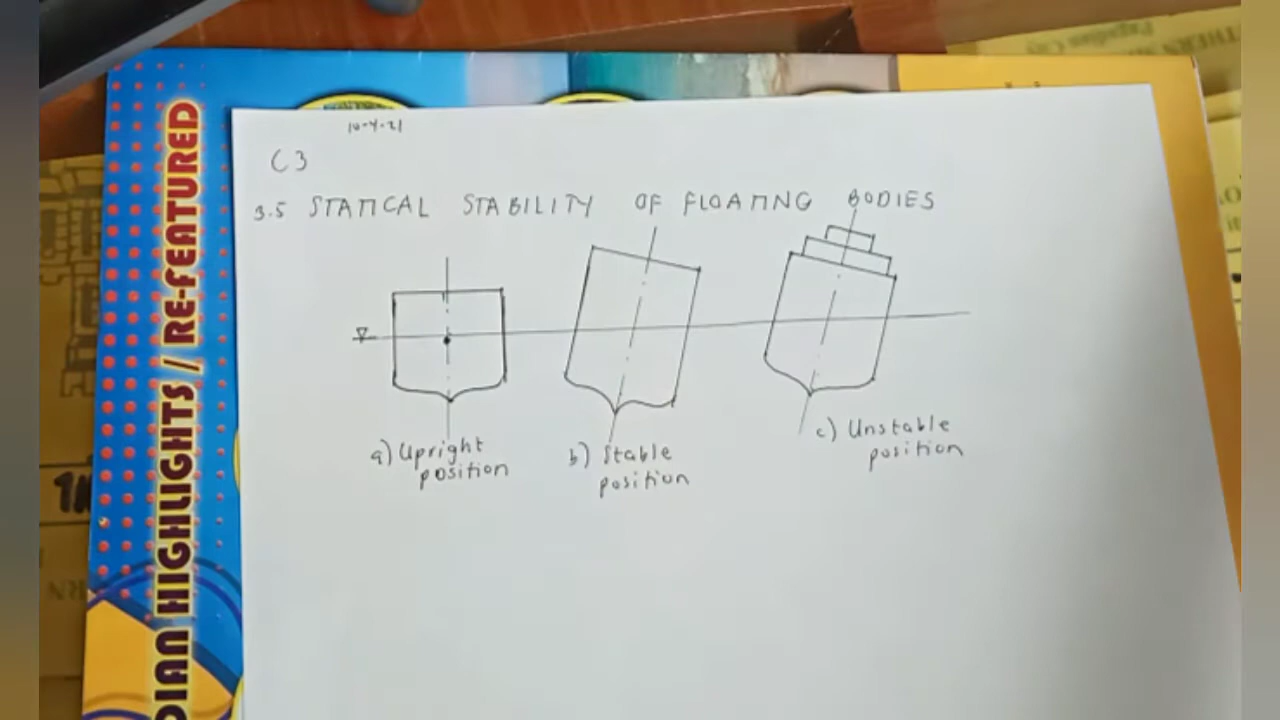 10-4-21
C3
3.5 STATICAL STABILITY OF FLOATING BODIES
a) Upright
position
b) Stable
position
c) Unstable
position
DIAN HIGHLIGHTS / RE-FEATURED